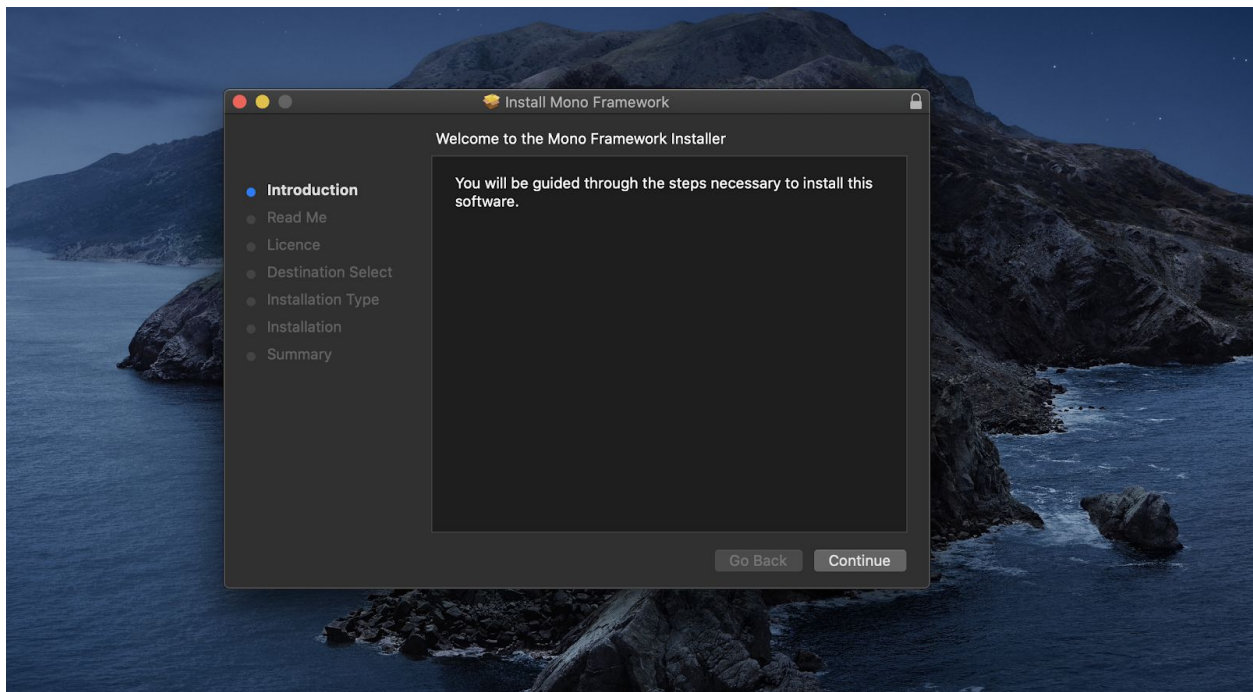 Install Mono Framework
Welcome to the Mono Framework Installer
Introduction
Read Me
Licence
Destination Select
Installation Type
Installation
Summary
You will be guided through the steps necessary to install this
software.
Go Back
Continue